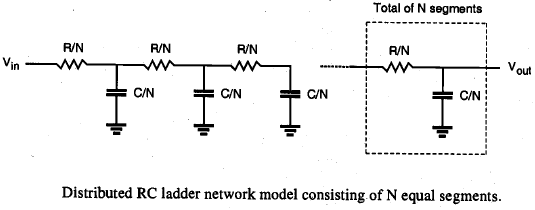 Total of N segments
R/N
R/N
R/N
R/N
Vin
Vout
C/N
C/N
C/N
C/N
Distributed RC ladder network model consisting of N equal segments.